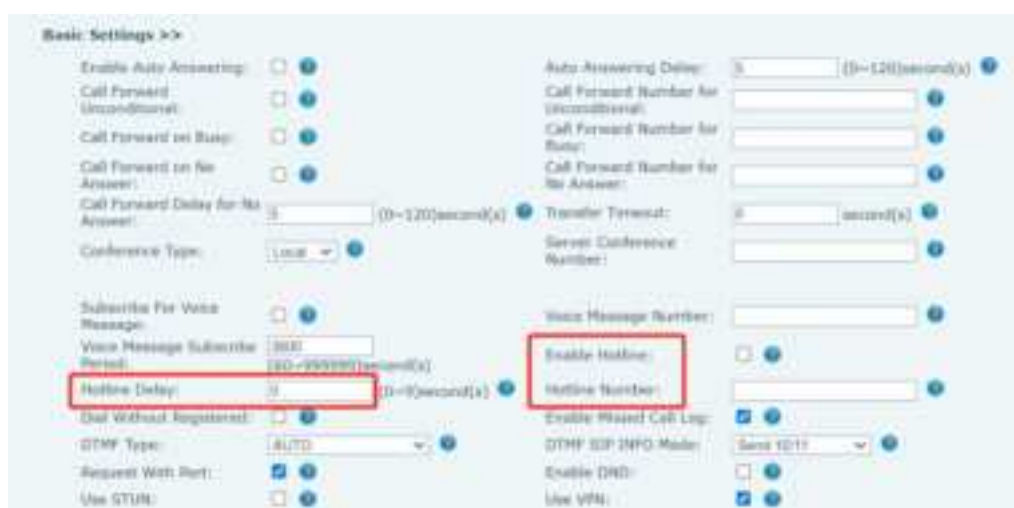 Basic Settings >>
Enable Auto Answering: Auto Answering Delay: 5 (0~120)second(s)
Call Forward Unconditional: Call Forward Number for Unconditional:
Call Forward on Busy: Call Forward Number for Busy:
Call Forward on No Answer: Call Forward Number for No Answer:
Call Forward Delay for No Answer: 5 (0~120)second(s) Transfer Timeout: 0 second(s)
Conference Type: Local Server Conference Number:
Subscribe For Voice Message: Voice Message Number:
Voice Message Subscribe Period: 3600 (60~999999)second(s) Enable Hotline:
Hotline Delay: 0 (0~9)second(s) Hotline Number:
Dial Without Registered: Enable Missed Call Log:
DTMF Type: AUTO DTMF SIP INFO Mode: Send 10/11
Request With Port: Enable DND:
Use STUN: Use VPN: